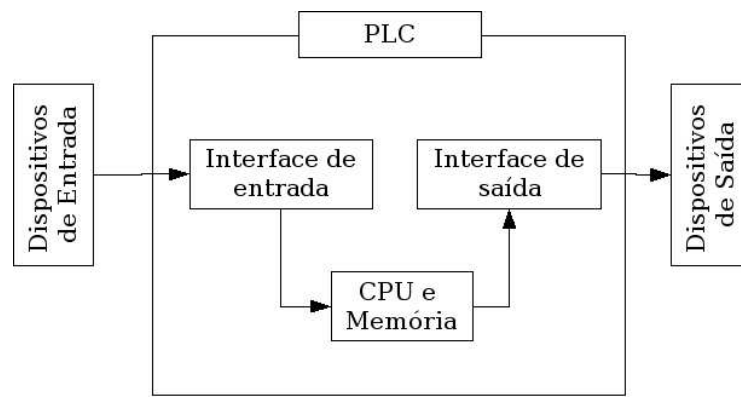 PLC
Dispositivos
de Entrada
Interface de
entrada
CPU e
Memória
Interface de
saída
Dispositivos
de Saída